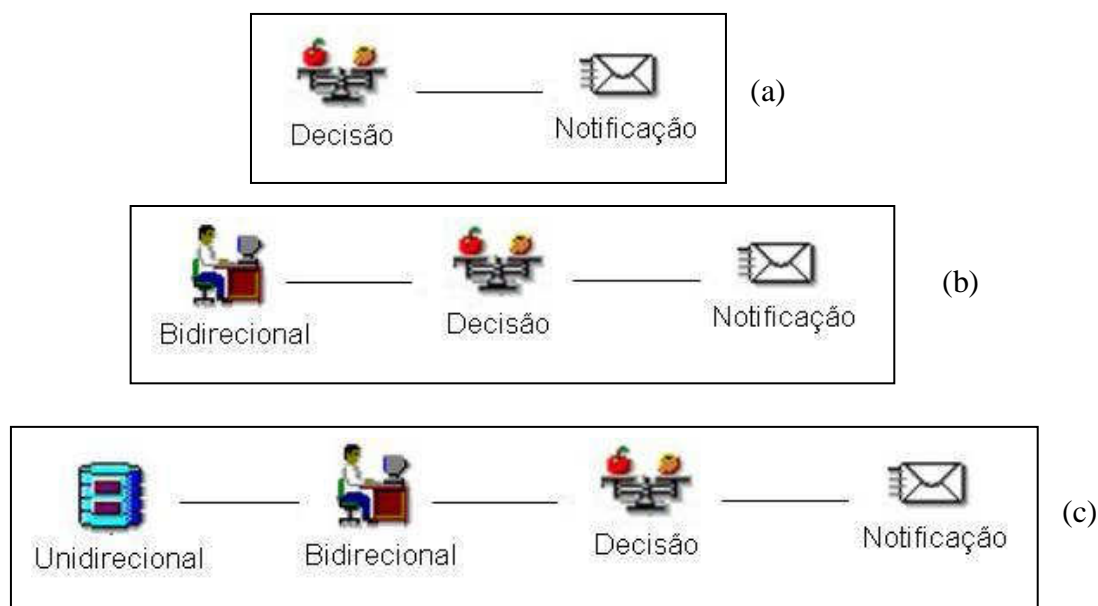 Decisão Notificação (a)
Bidirecional Decisão Notificação (b)
Unidirecional Bidirecional Decisão Notificação (c)